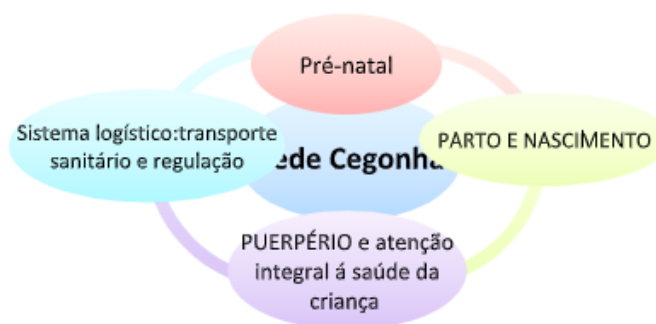 Pré-natal
Sistema logístico:transporte
sanitário e regulação
ede Cegonha
PARTO E NASCIMENTO
PUERPÉRIO e atenção
integral á saúde da
criança